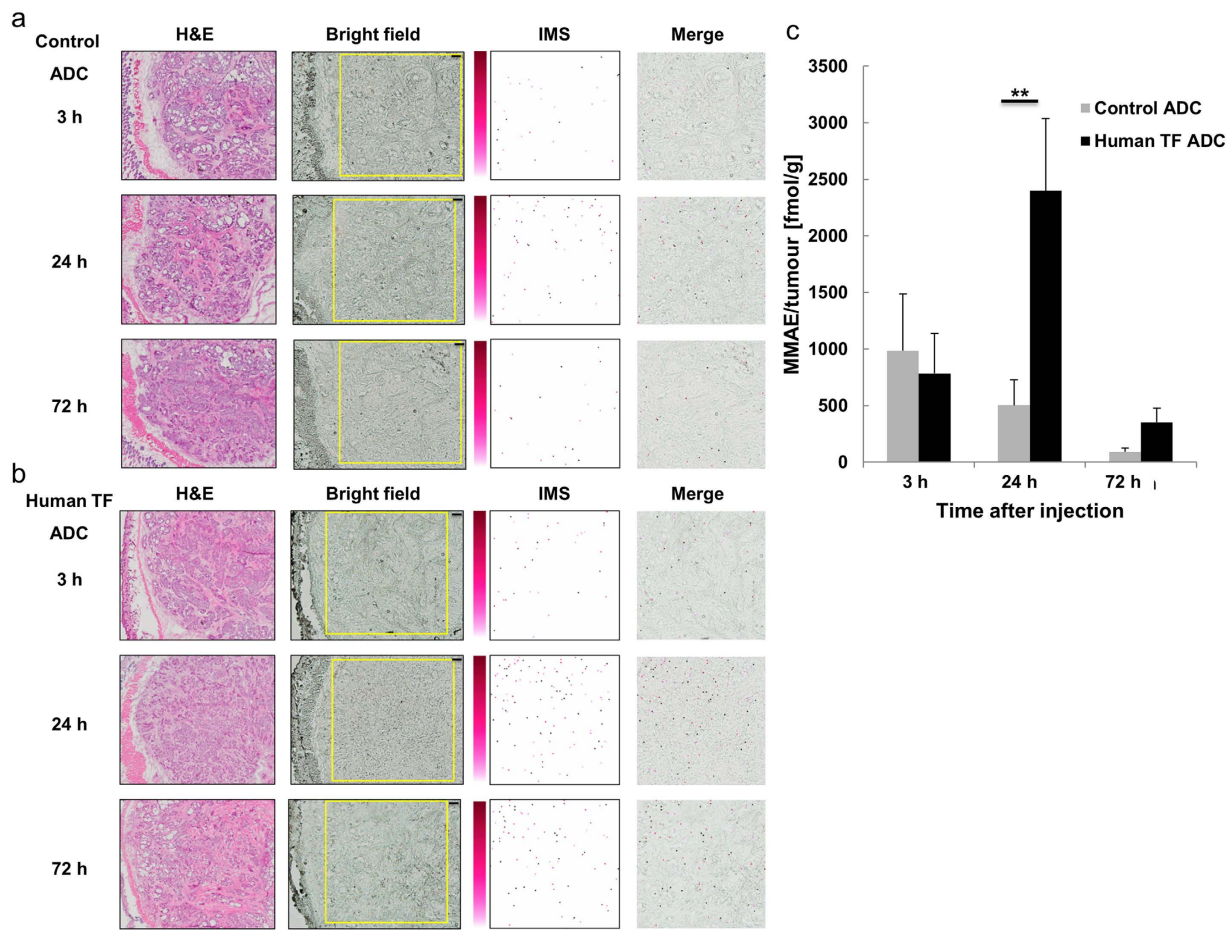 a
H&E Bright field IMS Merge
Control
ADC
3 h
24 h
72 h
b
H&E Bright field IMS Merge
Human TF
ADC
3 h
24 h
72 h
C
3500
3000
2500
2000
1500
1000
500
0
MMAE/tumour [fmol/g]
**
Control ADC
Human TF ADC
3 h 24 h 72 h
Time after injection